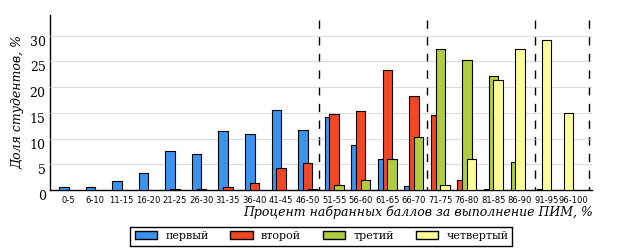 Доля студентов, %
30
25
20
15
10
5
0
0-5 6-10 11-15 16-20 21-25 26-30 31-35 36-40 41-45 46-50 51-55 56-60 61-65 66-70 71-75 76-80 81-85 86-90 91-95 96-100
Процент набранных баллов за выполнение ПИМ, %
первый второй третий четвертый